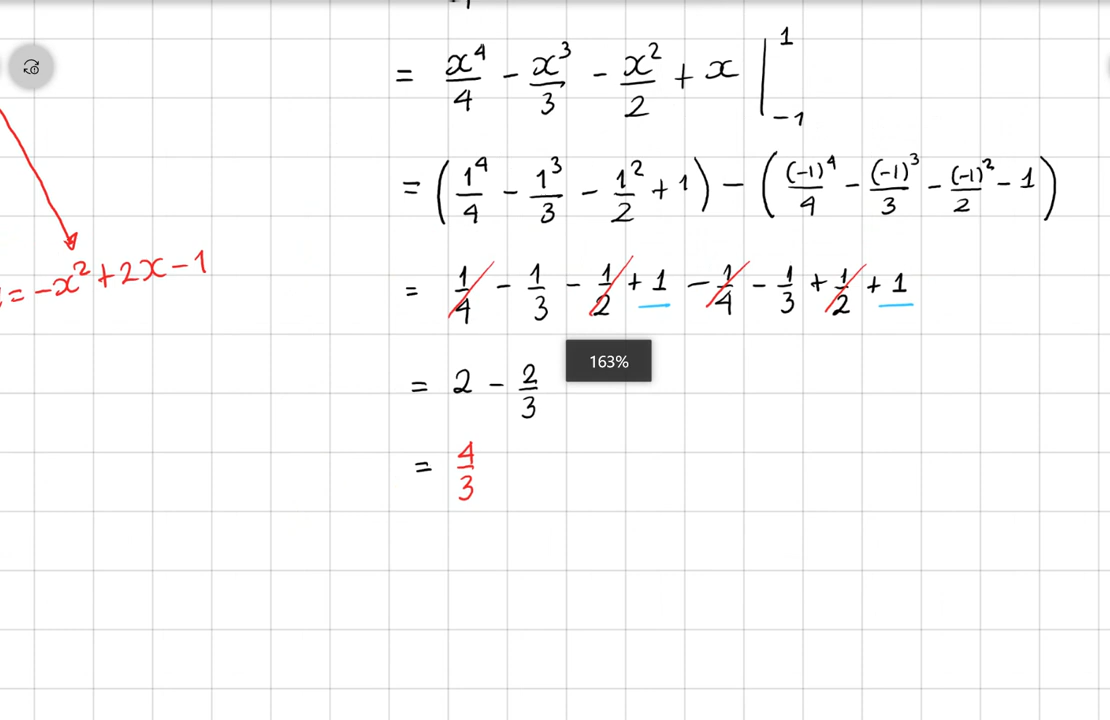 = x⁴/4 - x³/3 - x²/2 + x |₋₁¹
= (1⁴/4 - 1³/3 - 1²/2 + 1) - ((-1)⁴/4 - (-1)³/3 - (-1)²/2 - 1)
= -x² + 2x - 1
= 1/4 - 1/3 - 1/2 + 1 - 1/4 - 1/3 + 1/2 + 1
163%
= 2 - 2/3
= 4/3